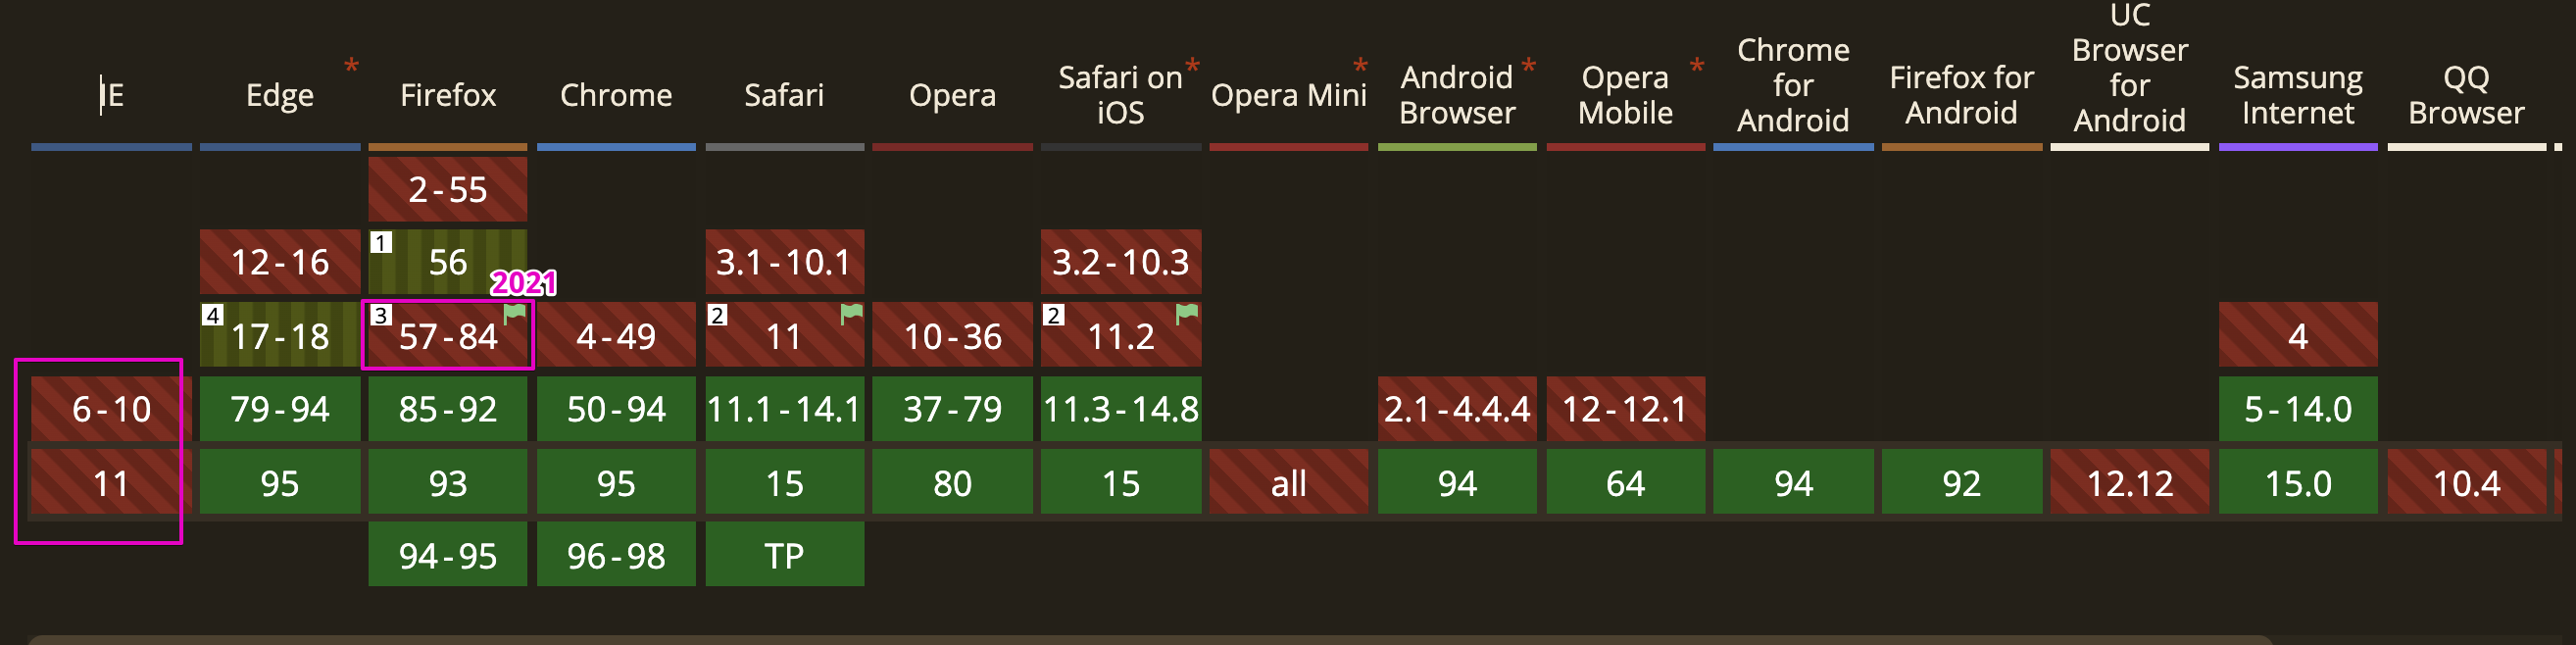 IE
Edge
*
Firefox
Chrome
Safari
Opera
Safari on
iOS
*
Opera Mini
*
Android
Browser
*
Opera
Mobile
*
Chrome
for
Android
Firefox for
Android
UC
Browser
for
Android
Samsung
Internet
QQ
Browser
2-55
12-16
1
56
3.1-10.1
3.2-10.3
2021
4
17-18
3
57-84
4-49
2
11
10-36
2
11.2
4
6-10
79-94
85-92
50-94
11.1-14.1
37-79
11.3-14.8
2.1-4.4.4
12-12.1
5-14.0
11
95
93
95
15
80
15
all
94
64
94
92
12.12
15.0
10.4
94-95
96-98
TP